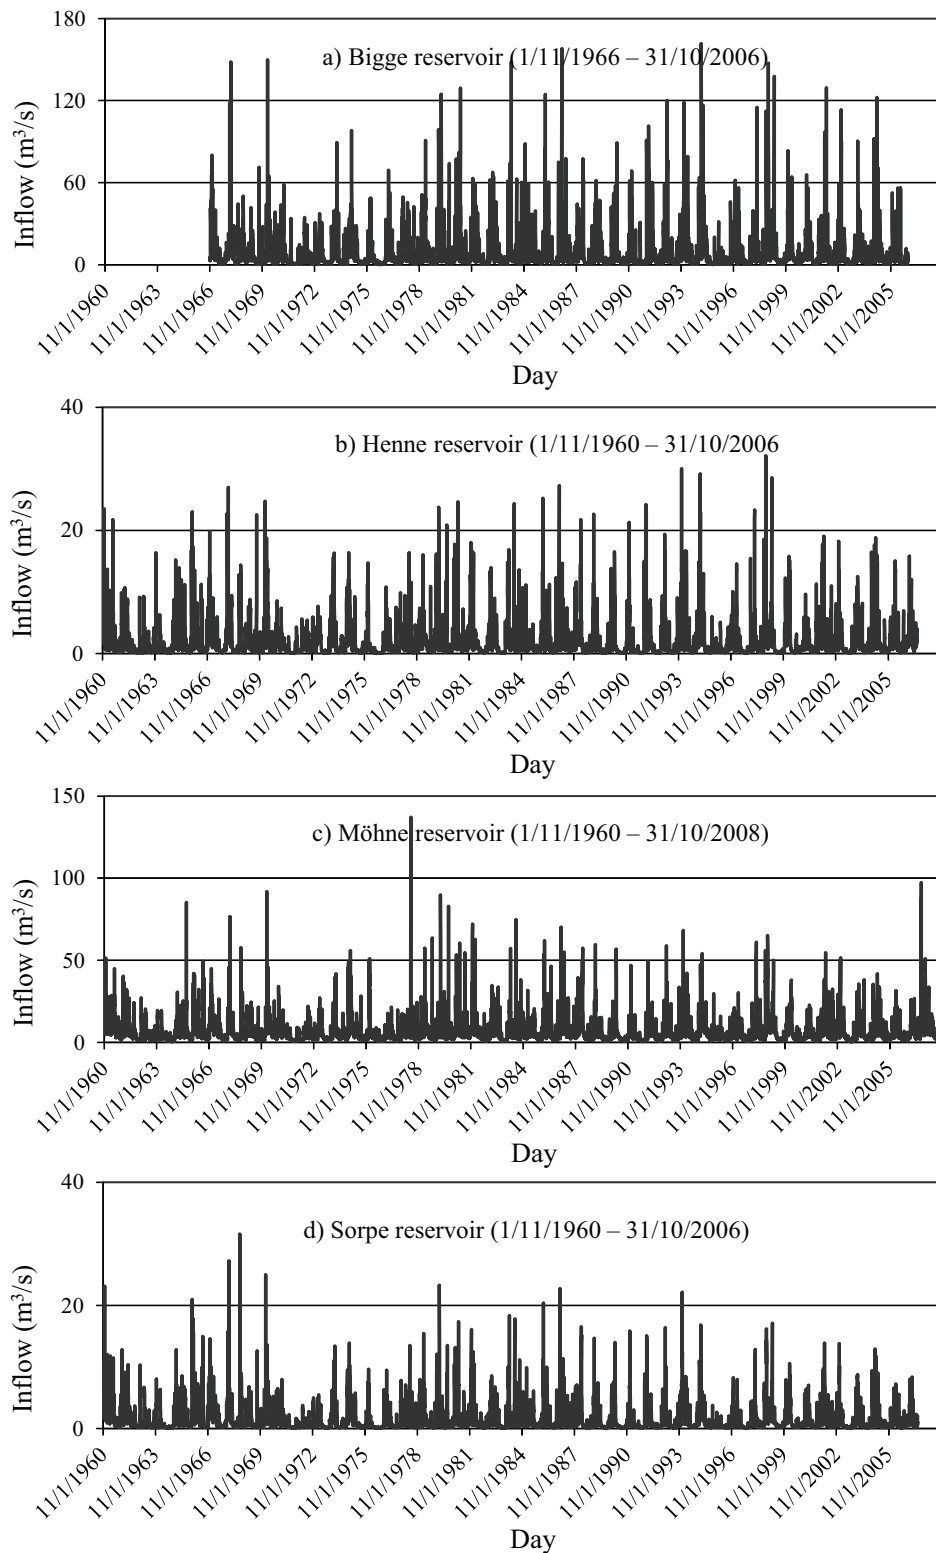 180
a) Bigge reservoir (1/11/1966 – 31/10/2006)
120
60
0
Inflow (m³/s)
11/1/1960 11/1/1963 11/1/1966 11/1/1969 11/1/1972 11/1/1975 11/1/1978 11/1/1981 11/1/1984 11/1/1987 11/1/1990 11/1/1993 11/1/1996 11/1/1999 11/1/2002 11/1/2005
Day
40
b) Henne reservoir (1/11/1960 – 31/10/2006
20
0
Inflow (m³/s)
11/1/1960 11/1/1963 11/1/1966 11/1/1969 11/1/1972 11/1/1975 11/1/1978 11/1/1981 11/1/1984 11/1/1987 11/1/1990 11/1/1993 11/1/1996 11/1/1999 11/1/2002 11/1/2005
Day
150
c) Möhne reservoir (1/11/1960 – 31/10/2008)
100
50
0
Inflow (m³/s)
11/1/1960 11/1/1963 11/1/1966 11/1/1969 11/1/1972 11/1/1975 11/1/1978 11/1/1981 11/1/1984 11/1/1987 11/1/1990 11/1/1993 11/1/1996 11/1/1999 11/1/2002 11/1/2005
Day
40
d) Sorpe reservoir (1/11/1960 – 31/10/2006)
20
0
Inflow (m³/s)
11/1/1960 11/1/1963 11/1/1966 11/1/1969 11/1/1972 11/1/1975 11/1/1978 11/1/1981 11/1/1984 11/1/1987 11/1/1990 11/1/1993 11/1/1996 11/1/1999 11/1/2002 11/1/2005
Day